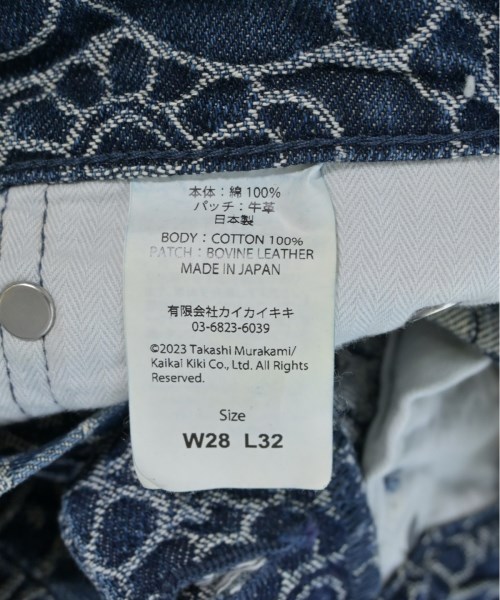 本体：綿 100%
パッチ：牛革
日本製
BODY：COTTON 100%
PATCH：BOVINE LEATHER
MADE IN JAPAN
有限会社カイカイキキ
03-6823-6039
©2023 Takashi Murakami/
Kaikai Kiki Co., Ltd. All Rights
Reserved.
Size
W28 L32